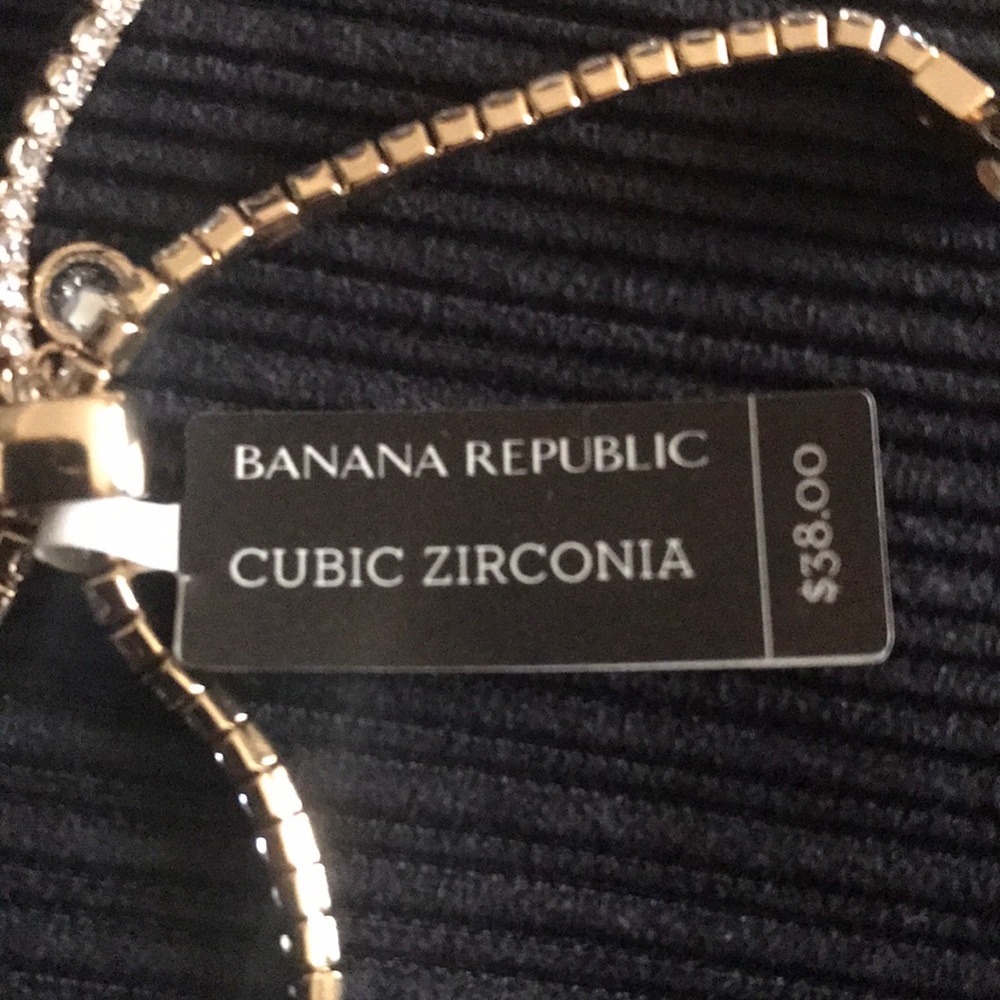 BANANA REPUBLIC
CUBIC ZIRCONIA
$38.00